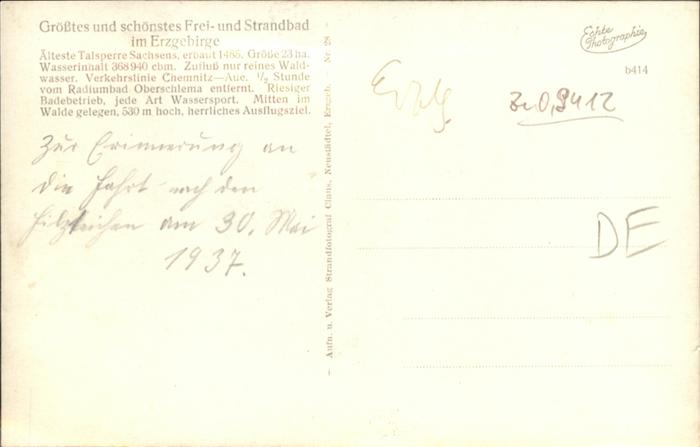 Größtes und schönstes Frei- und Strandbad
im Erzgebirge
Älteste Talsperre Sachsens, erbaut 1485. Größe 23 ha.
Wasserinhalt 368940 cbm. Zufluß nur reines Wald-
wasser. Verkehrslinie Chemnitz—Aue. ½ Stunde
vom Radiumbad Oberschlema entfernt. Riesiger
Badebetrieb, jede Art Wassersport. Mitten im
Walde gelegen, 530 m hoch, herrliches Ausflugsziel.
Zur Erinnerung an
die Fahrt nach den
Filzteichen am 30. Mai
1937.
— Aufn. u. Verlag Strandfotograf Claus, Neustädtel, Erzgeb. — Nr. 28
Echte
Photographie
b414
Erzg.
DE